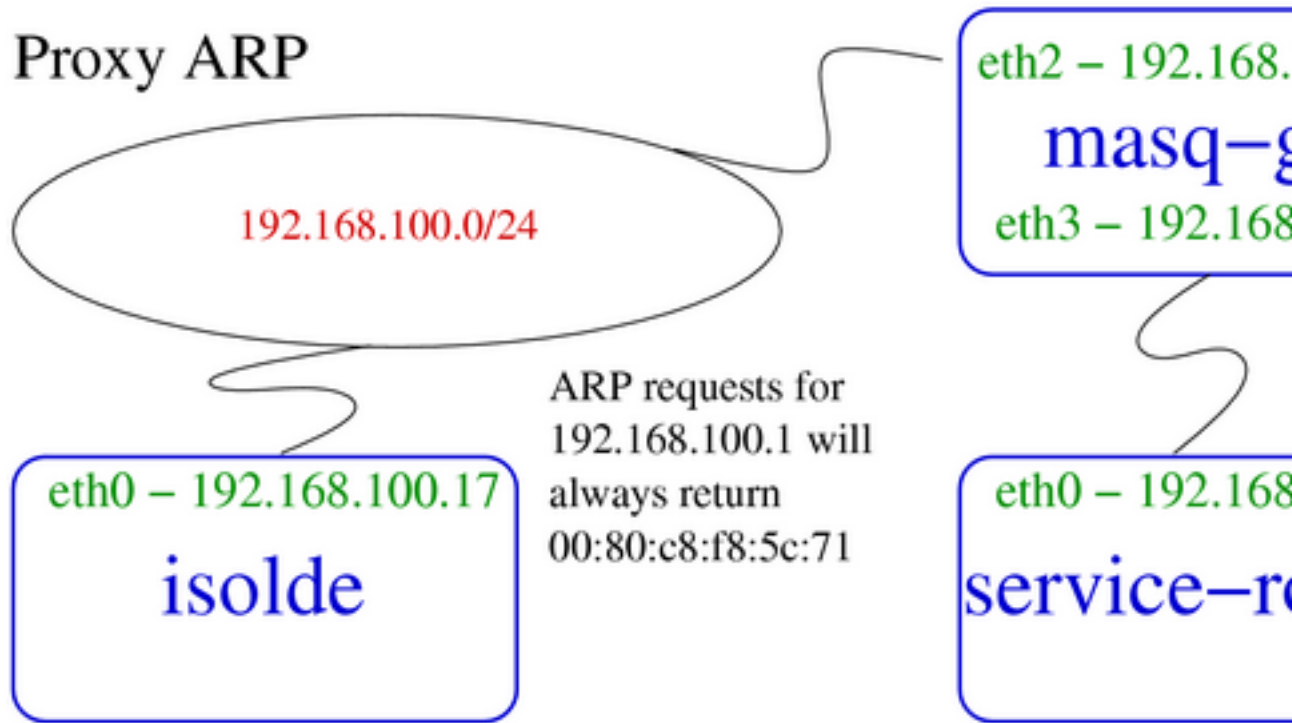 Proxy ARP
192.168.100.0/24
eth2 – 192.168.
masq–g
eth3 – 192.168
ARP requests for
192.168.100.1 will
always return
00:80:c8:f8:5c:71
eth0 – 192.168.100.17
isolde
eth0 – 192.168
service–ro